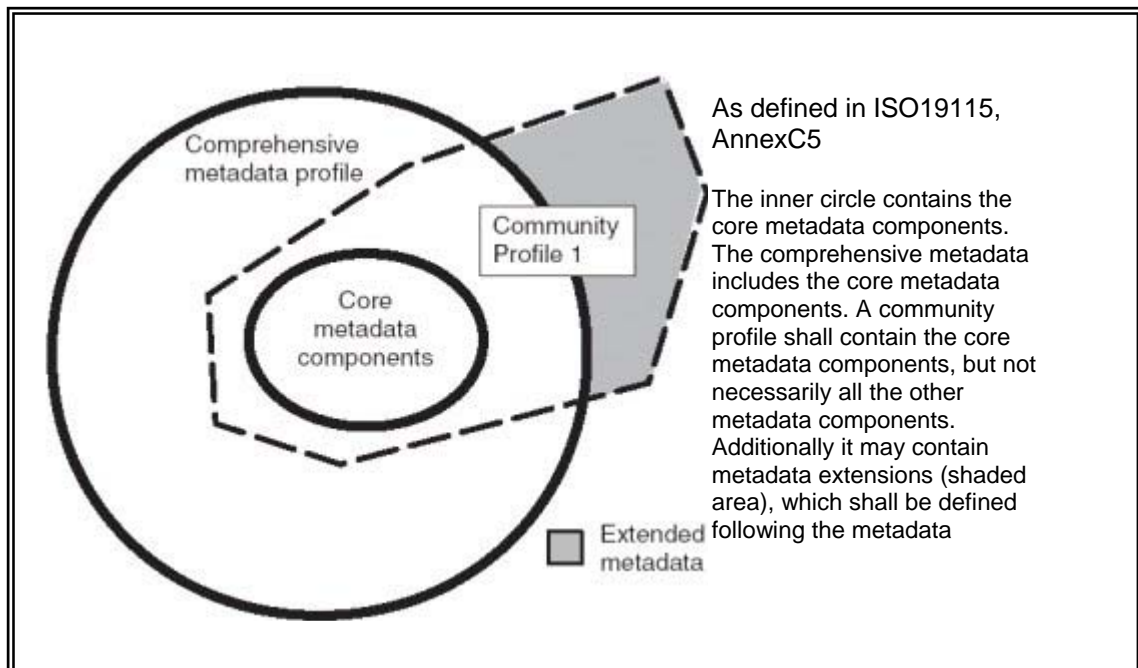 Comprehensive
metadata profile
Community
Profile 1
Core
metadata
components
Extended
metadata
As defined in ISO19115,
AnnexC5
The inner circle contains the
core metadata components.
The comprehensive metadata
includes the core metadata
components. A community
profile shall contain the core
metadata components, but not
necessarily all the other
metadata components.
Additionally it may contain
metadata extensions (shaded
area), which shall be defined
following the metadata